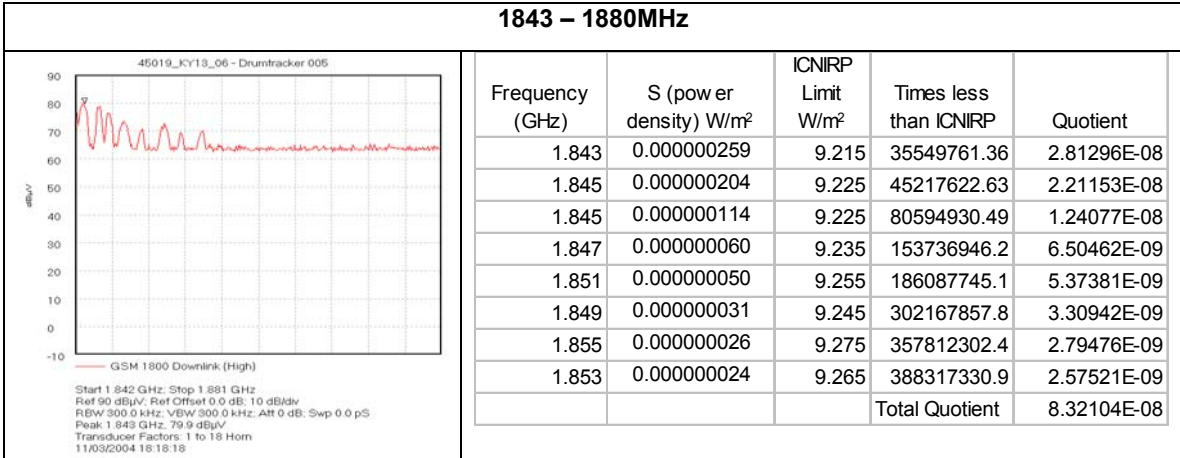 1843 – 1880MHz
45019_KY13_06 - Drumtracker 005
90
80
70
60
50
40
30
20
10
0
-10
dBµV
GSM 1800 Downlink (High)
Start 1.842 GHz; Stop 1.881 GHz
Ref 90 dBµV; Ref Offset 0.0 dB; 10 dB/div
RBW 300.0 kHz; VBW 300.0 kHz; Att 0 dB; Swp 0.0 pS
Peak 1.843 GHz, 79.9 dBµV
Transducer Factors: 1 to 18 Horn
11/03/2004 18:18:18
Frequency (GHz) S (power density) W/m² ICNIRP Limit W/m² Times less than ICNIRP Quotient
1.843 0.000000259 9.215 35549761.36 2.81296E-08
1.845 0.000000204 9.225 45217622.63 2.21153E-08
1.845 0.000000114 9.225 80594930.49 1.24077E-08
1.847 0.000000060 9.235 153736946.2 6.50462E-09
1.851 0.000000050 9.255 186087745.1 5.37381E-09
1.849 0.000000031 9.245 302167857.8 3.30942E-09
1.855 0.000000026 9.275 357812302.4 2.79476E-09
1.853 0.000000024 9.265 388317330.9 2.57521E-09
Total Quotient 8.32104E-08